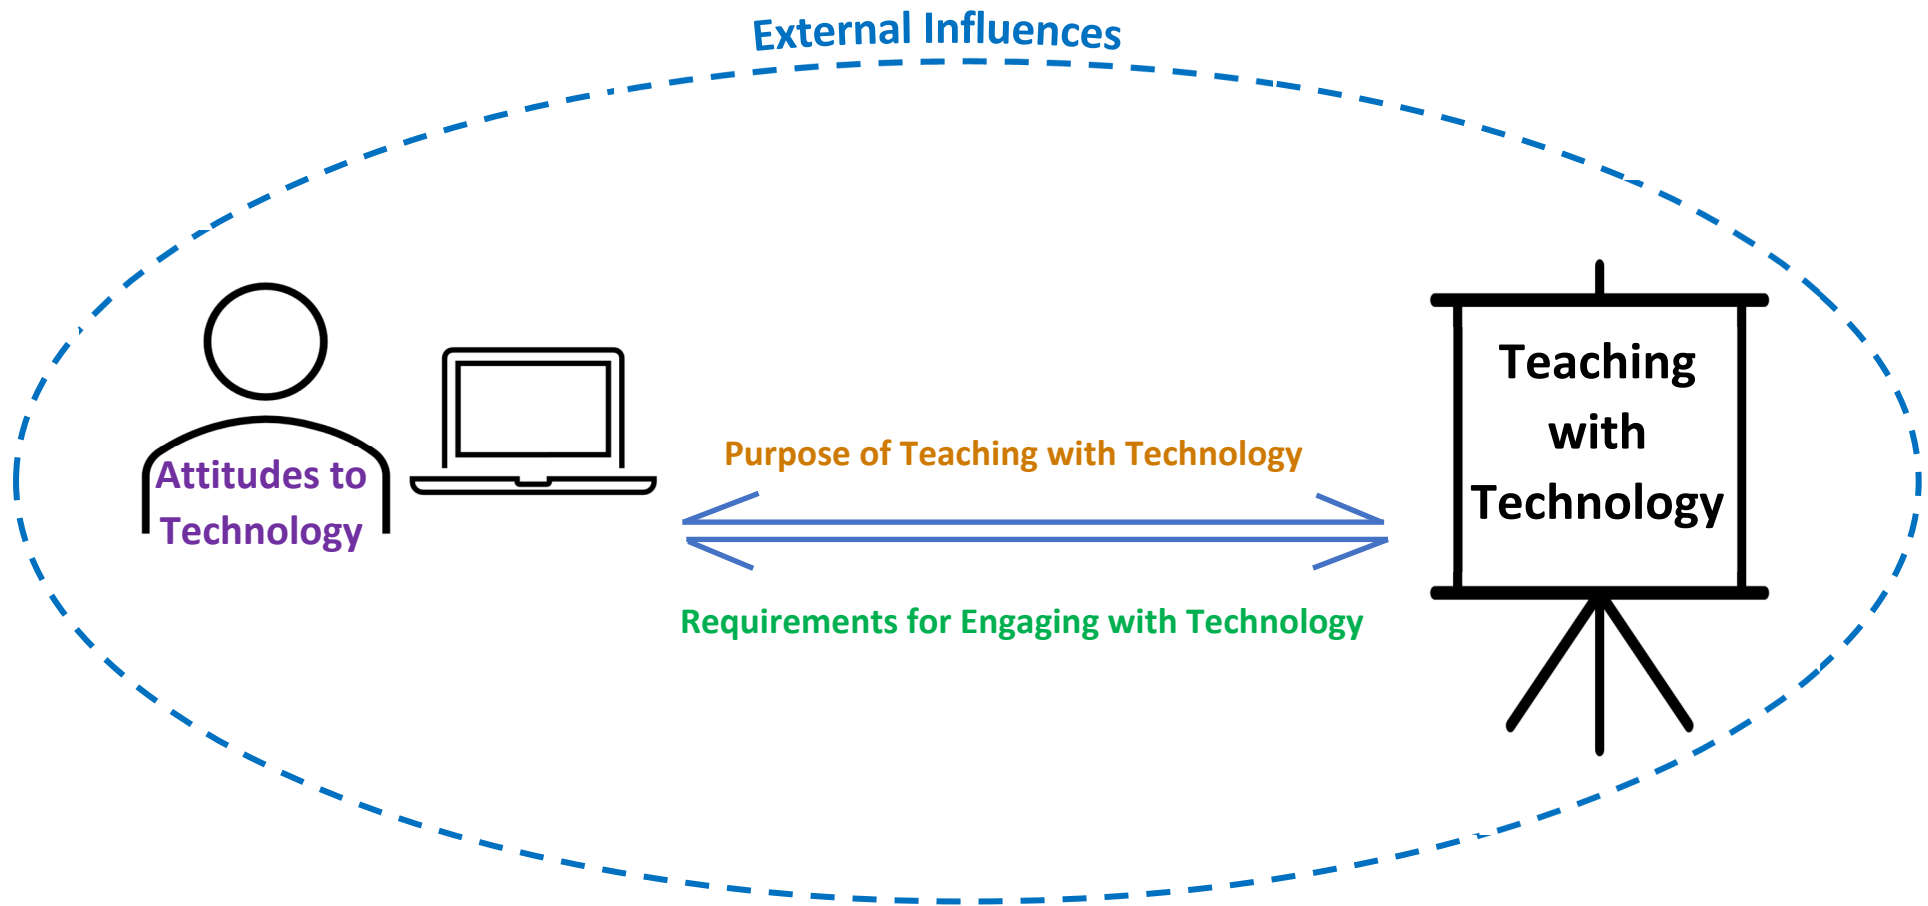 External Influences
Attitudes to
Technology
Purpose of Teaching with Technology
Requirements for Engaging with Technology
Teaching
with
Technology